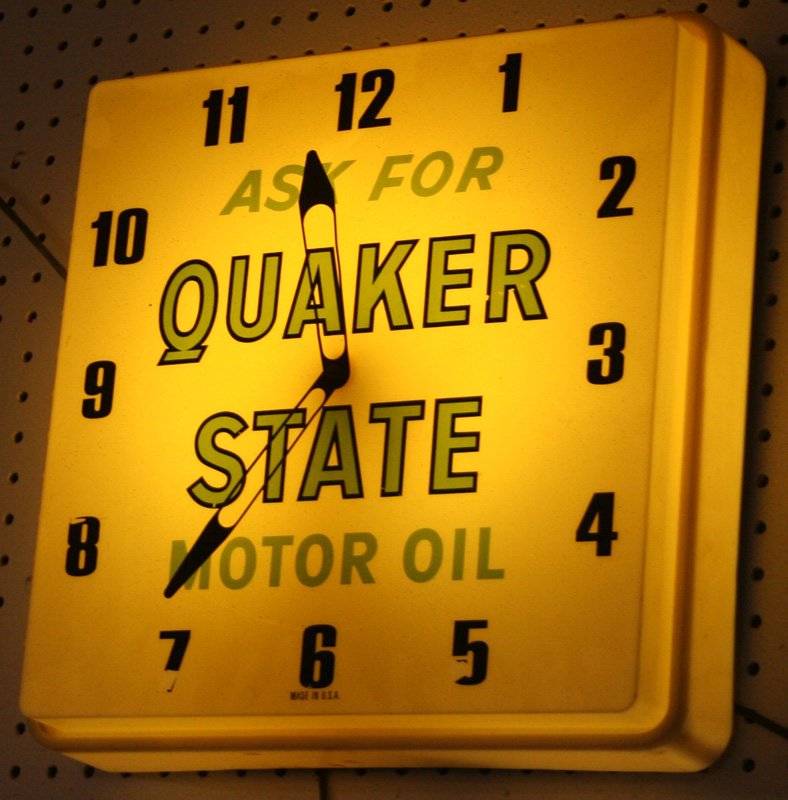 11 12 1
ASK FOR
10 2
QUAKER
9 3
STATE
8 4
MOTOR OIL
7 6 5
MADE IN U.S.A.